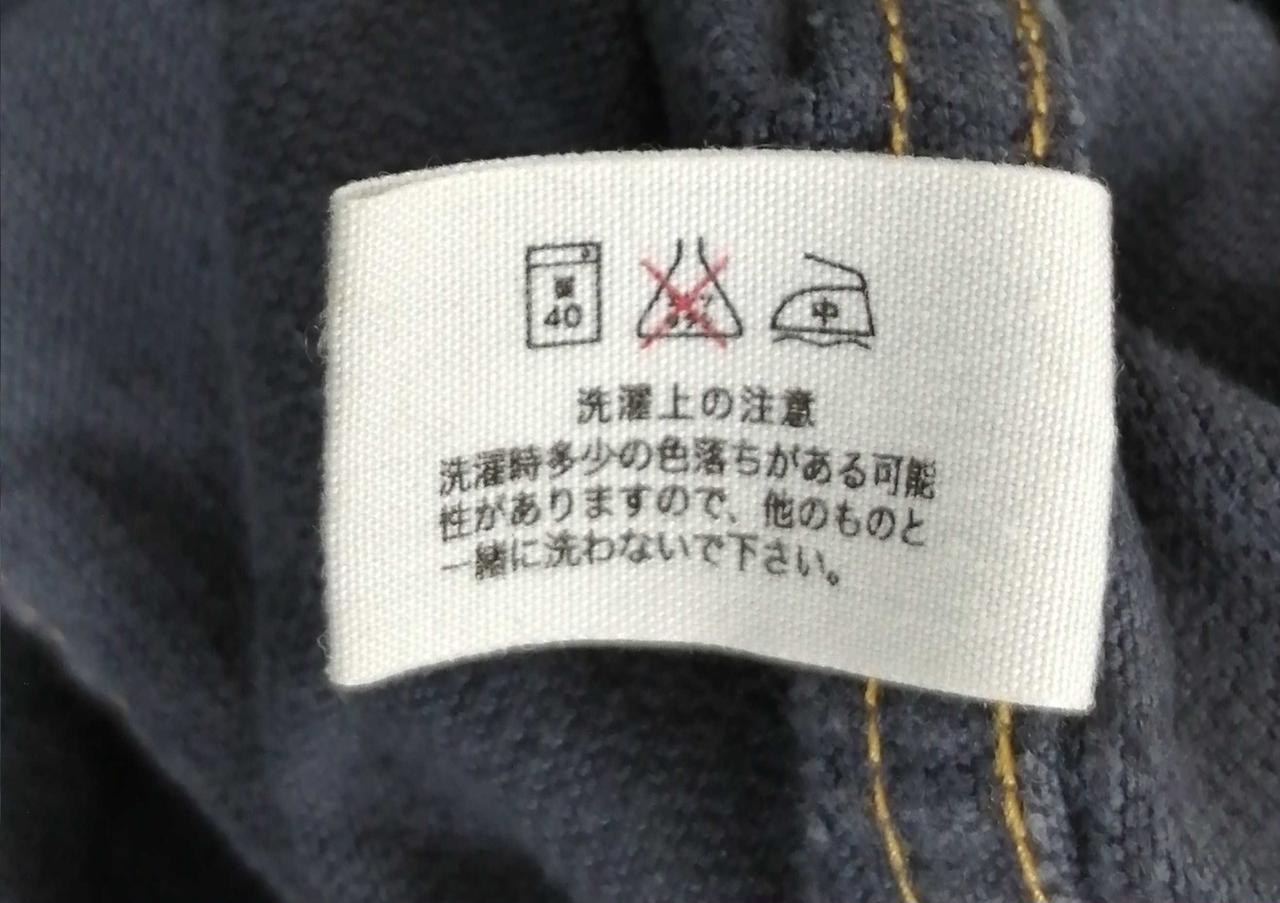 40
中
洗濯上の注意
洗濯時多少の色落ちがある可能
性がありますので、他のものと
一緒に洗わないで下さい。